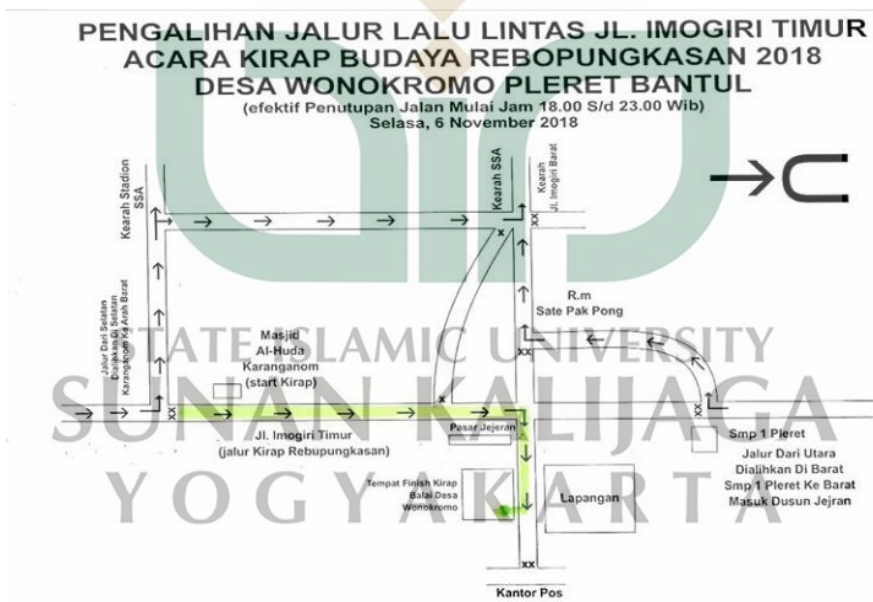 PENGALIHAN JALUR LALU LINTAS JL. IMOGIRI TIMUR
ACARA KIRAP BUDAYA REBOPUNGKASAN 2018
DESA WONOKROMO PLERET BANTUL
(efektif Penutupan Jalan Mulai Jam 18.00 S/d 23.00 Wib)
Selasa, 6 November 2018
Kearah Stadion
SSA
Kearah SSA
Kearah
Jl. Imogiri Barat
xx
x
R.m
Sate Pak Pong
Jalur Dari Selatan
Dialihkan Di Selatan
Karanganom Ke Arah Barat
Masjid
Al-Huda
Karanganom
(start Kirap)
xx
STATE ISLAMIC UNIVERSITY
SUNAN KALIJAGA
YOGYAKARTA
xx
x
xx
Jl. Imogiri Timur
(jalur Kirap Rebupungkasan)
Pasar Jejeran
Smp 1 Pleret
Jalur Dari Utara
Dialihkan Di Barat
Smp 1 Pleret Ke Barat
Masuk Dusun Jejran
Tempat Finish Kirap
Balai Desa
Wonokromo
Lapangan
xx
Kantor Pos